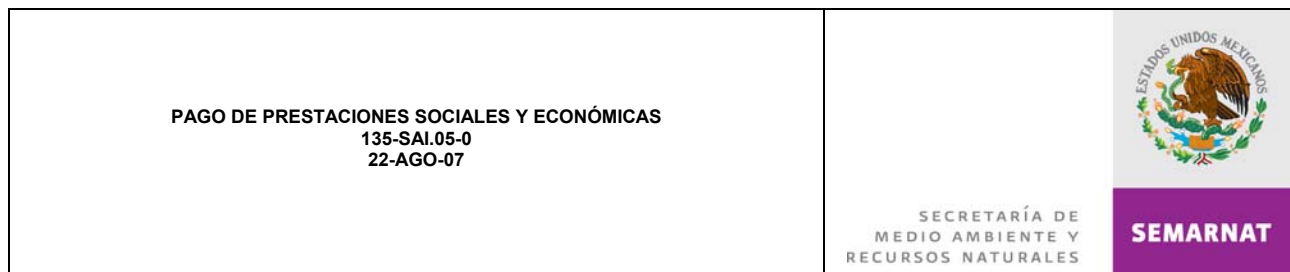 PAGO DE PRESTACIONES SOCIALES Y ECONÓMICAS
135-SAI.05-0
22-AGO-07
SECRETARÍA DE
MEDIO AMBIENTE Y
RECURSOS NATURALES
ESTADOS UNIDOS MEXICANOS
SEMARNAT